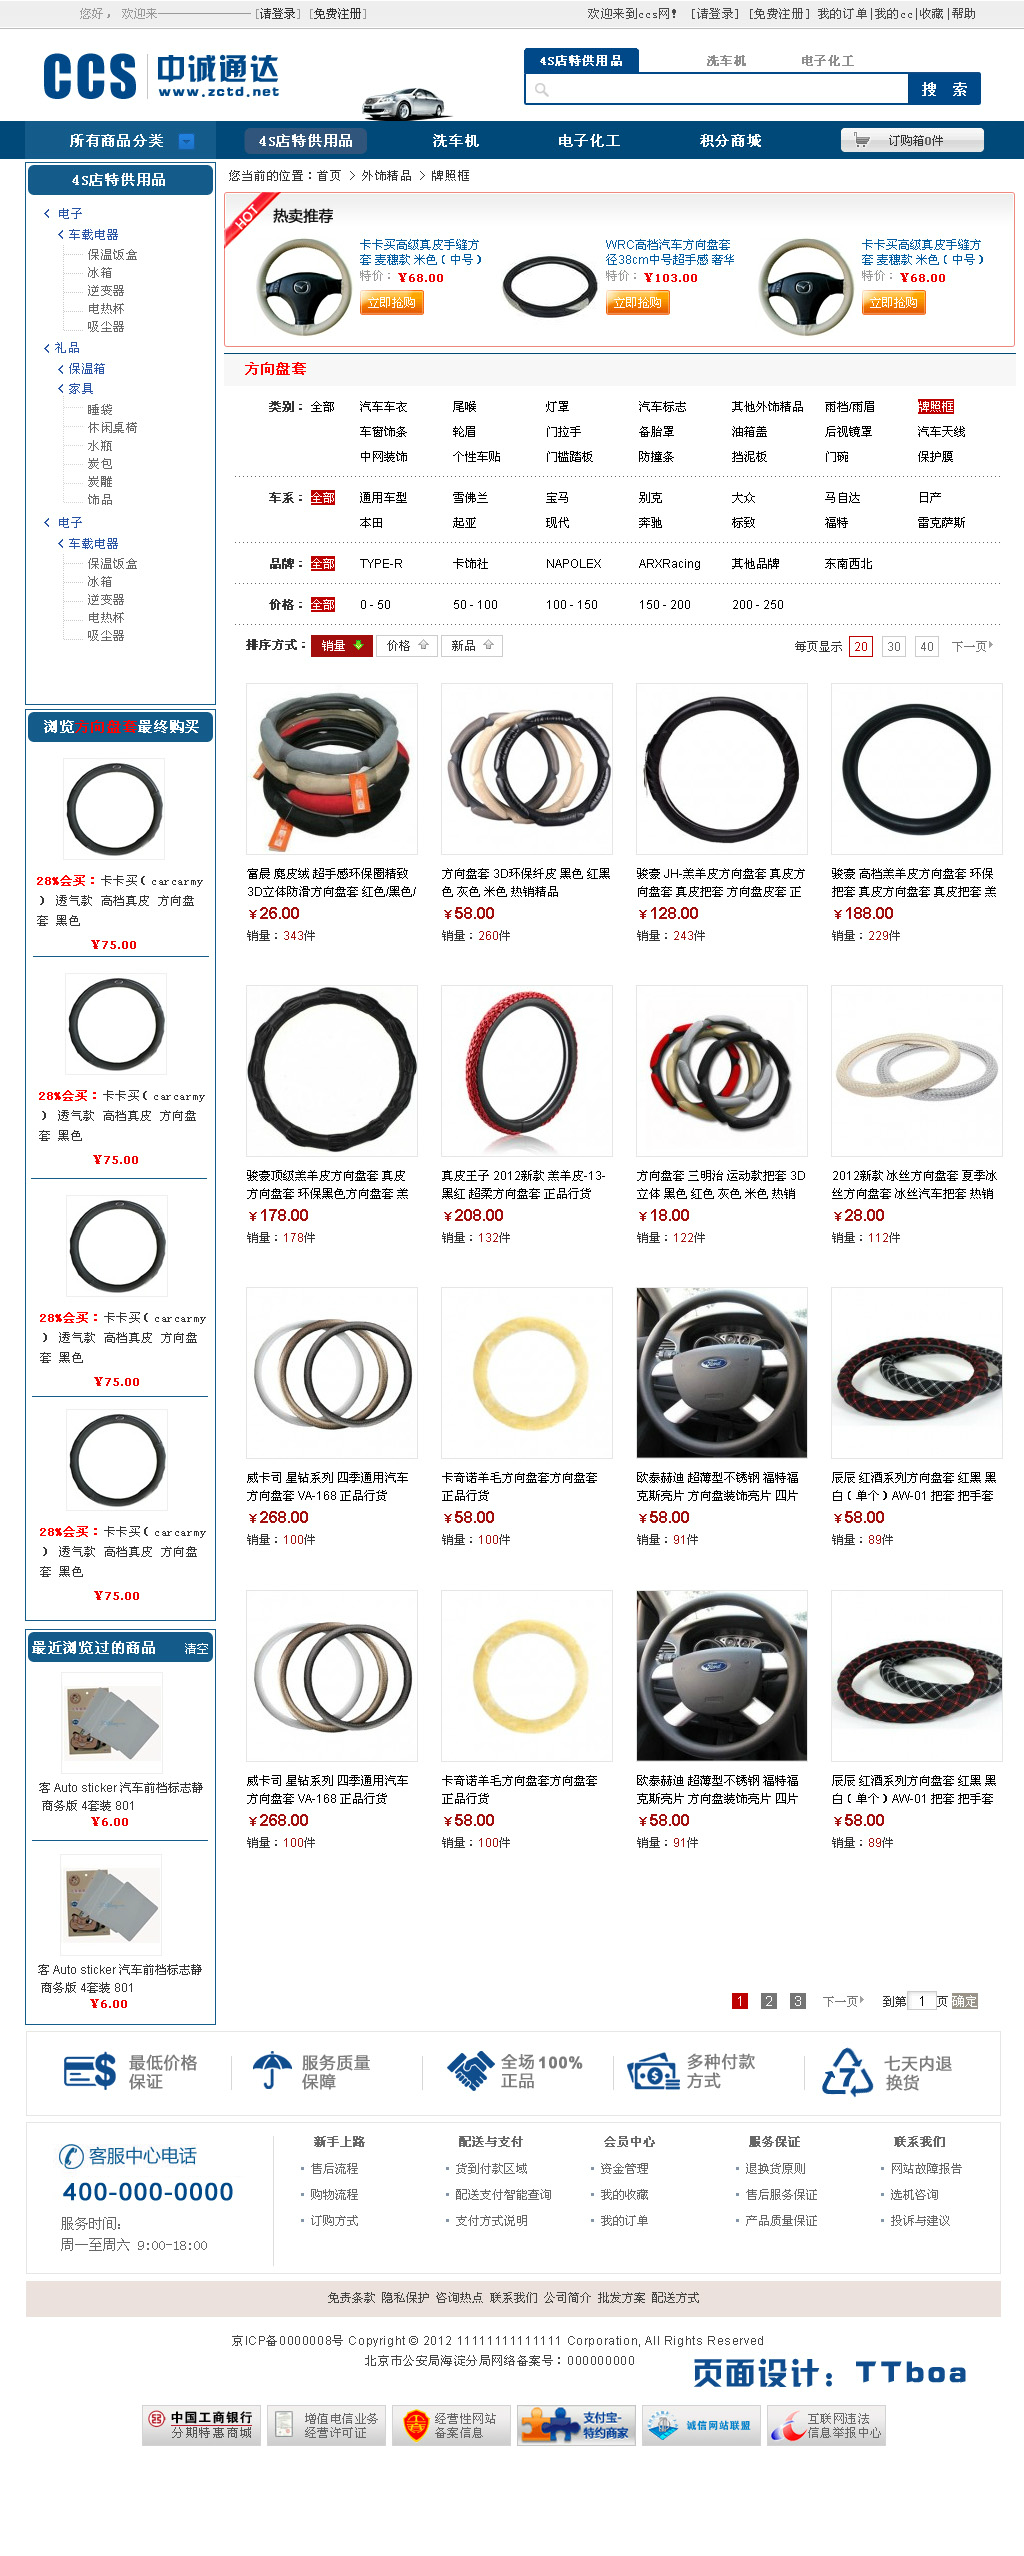 您好， 欢迎来———————— [请登录] [免费注册]
欢迎来到ccs网！ [请登录] [免费注册] 我的订单|我的cc|收藏|帮助
CCS 中诚通达
www.zctd.net
4S店特供用品 洗车机 电子化工
搜 索
所有商品分类 4S店特供用品 洗车机 电子化工 积分商城 订购箱0件
您当前的位置：首页 > 外饰精品 > 牌照框
4S店特供用品
电子
车载电器
保温饭盒
冰箱
逆变器
电热杯
吸尘器
礼品
保温箱
家具
睡袋
休闲桌椅
水瓶
炭包
炭雕
饰品
电子
车载电器
保温饭盒
冰箱
逆变器
电热杯
吸尘器
HOT 热卖推荐
卡卡买高级真皮手缝方
套 麦穗款 米色（中号）
特价： ¥68.00
立即抢购
WRC高档汽车方向盘套
径38cm中号超手感 奢华
特价： ¥103.00
立即抢购
卡卡买高级真皮手缝方
套 麦穗款 米色（中号）
特价： ¥68.00
立即抢购
方向盘套
类别： 全部 汽车车衣 尾喉 灯罩 汽车标志 其他外饰精品 雨档/雨眉 牌照框
车窗饰条 轮眉 门拉手 备胎罩 油箱盖 后视镜罩 汽车天线
中网装饰 个性车贴 门槛踏板 防撞条 挡泥板 门碗 保护膜
车系： 全部 通用车型 雪佛兰 宝马 别克 大众 马自达 日产
本田 起亚 现代 奔驰 标致 福特 雷克萨斯
品牌： 全部 TYPE-R 卡饰社 NAPOLEX ARXRacing 其他品牌 东南西北
价格： 全部 0 - 50 50 - 100 100 - 150 150 - 200 200 - 250
排序方式： 销量 价格 新品 每页显示 20 30 40 下一页
浏览方向盘套最终购买
28%会买：卡卡买（carcarmy
） 透气款 高档真皮 方向盘
套 黑色
¥75.00
28%会买：卡卡买（carcarmy
） 透气款 高档真皮 方向盘
套 黑色
¥75.00
28%会买：卡卡买（carcarmy
） 透气款 高档真皮 方向盘
套 黑色
¥75.00
28%会买：卡卡买（carcarmy
） 透气款 高档真皮 方向盘
套 黑色
¥75.00
最近浏览过的商品 清空
客 Auto sticker 汽车前档标志静
商务版 4套装 801
¥6.00
客 Auto sticker 汽车前档标志静
商务版 4套装 801
¥6.00
富晨 麂皮绒 超手感环保圈精致
3D立体防滑方向盘套 红色/黑色/
¥26.00
销量：343件
方向盘套 3D环保纤皮 黑色 红黑
色 灰色 米色 热销精品
¥58.00
销量：260件
骏豪 JH-羔羊皮方向盘套 真皮方
向盘套 真皮把套 方向盘皮套 正
¥128.00
销量：243件
骏豪 高档羔羊皮方向盘套 环保
把套 真皮方向盘套 真皮把套 羔
¥188.00
销量：229件
骏豪顶级羔羊皮方向盘套 真皮
方向盘套 环保黑色方向盘套 羔
¥178.00
销量：178件
真皮王子 2012新款 羔羊皮-13-
黑红 超柔方向盘套 正品行货
¥208.00
销量：132件
方向盘套 三明治 运动款把套 3D
立体 黑色 红色 灰色 米色 热销
¥18.00
销量：122件
2012新款 冰丝方向盘套 夏季冰
丝方向盘套 冰丝汽车把套 热销
¥28.00
销量：112件
威卡司 星钻系列 四季通用汽车
方向盘套 VA-168 正品行货
¥268.00
销量：100件
卡奇诺羊毛方向盘套方向盘套
正品行货
¥58.00
销量：100件
欧泰赫迪 超薄型不锈钢 福特福
克斯亮片 方向盘装饰亮片 四片
¥58.00
销量：91件
辰辰 红酒系列方向盘套 红黑 黑
白（单个）AW-01 把套 把手套
¥58.00
销量：89件
威卡司 星钻系列 四季通用汽车
方向盘套 VA-168 正品行货
¥268.00
销量：100件
卡奇诺羊毛方向盘套方向盘套
正品行货
¥58.00
销量：100件
欧泰赫迪 超薄型不锈钢 福特福
克斯亮片 方向盘装饰亮片 四片
¥58.00
销量：91件
辰辰 红酒系列方向盘套 红黑 黑
白（单个）AW-01 把套 把手套
¥58.00
销量：89件
1 2 3 下一页 到第 1 页 确定
最低价格
保证
服务质量
保障
全场 100%
正品
多种付款
方式
七天内退
换货
客服中心电话
400-000-0000
服务时间：
周一至周六 9:00-18:00
新手上路 配送与支付 会员中心 服务保证 联系我们
售后流程 货到付款区域 资金管理 退换货原则 网站故障报告
购物流程 配送支付智能查询 我的收藏 售后服务保证 选机咨询
订购方式 支付方式说明 我的订单 产品质量保证 投诉与建议
免责条款 隐私保护 咨询热点 联系我们 公司简介 批发方案 配送方式
京ICP备0000008号 Copyright © 2012 11111111111111 Corporation, All Rights Reserved
北京市公安局海淀分局网络备案号：000000000
页面设计：TTboa
中国工商银行
分期特惠商城
增值电信业务
经营许可证
经营性网站
备案信息
支付宝-
特约商家
诚信网站联盟
互联网违法
信息举报中心